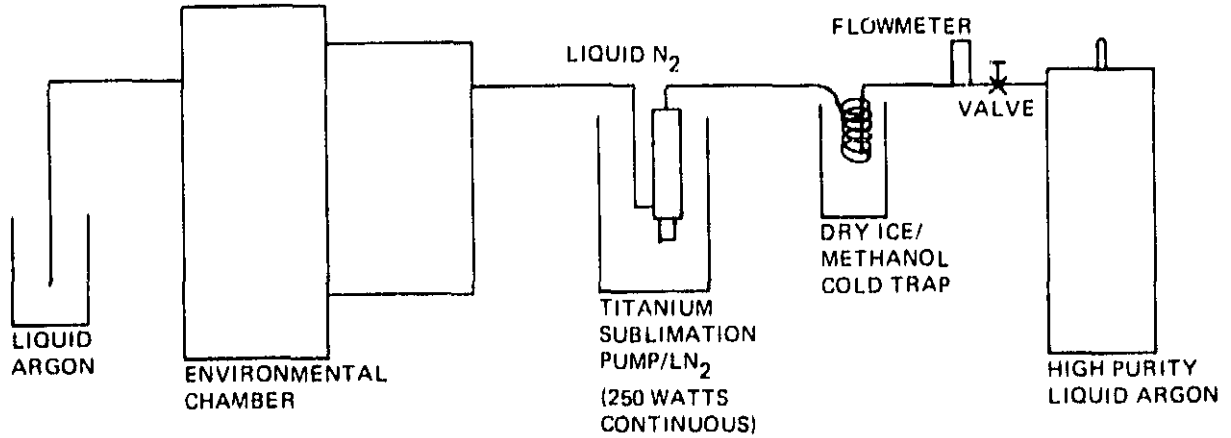 FLOWMETER
LIQUID N2
VALVE
LIQUID
ARGON
ENVIRONMENTAL
CHAMBER
TITANIUM
SUBLIMATION
PUMP/LN2
(250 WATTS
CONTINUOUS)
DRY ICE/
METHANOL
COLD TRAP
HIGH PURITY
LIQUID ARGON